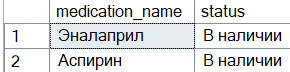 medication_name status
1 Эналаприл В наличии
2 Аспирин В наличии